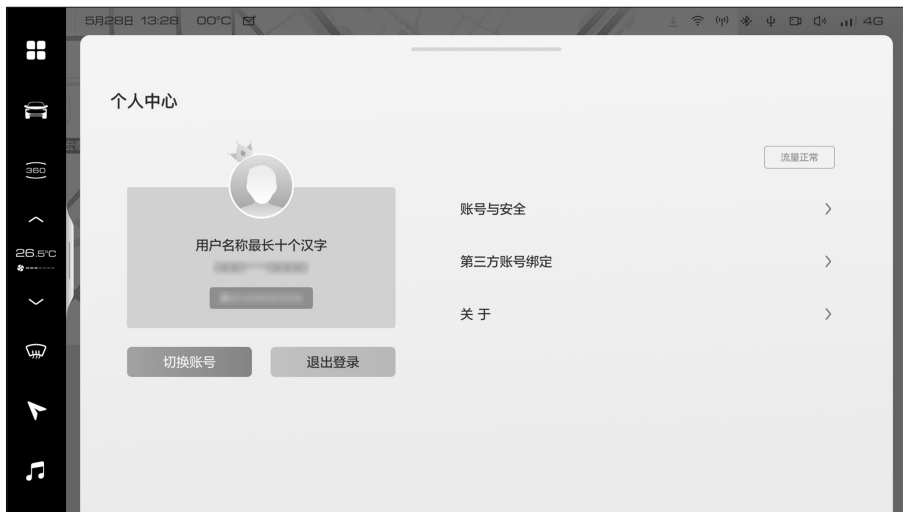 5月28日 13:28 00°C 4G
个人中心
360
流量正常
账号与安全
用户名称最长十个汉字
26.5°C
第三方账号绑定
关 于
切换账号 退出登录